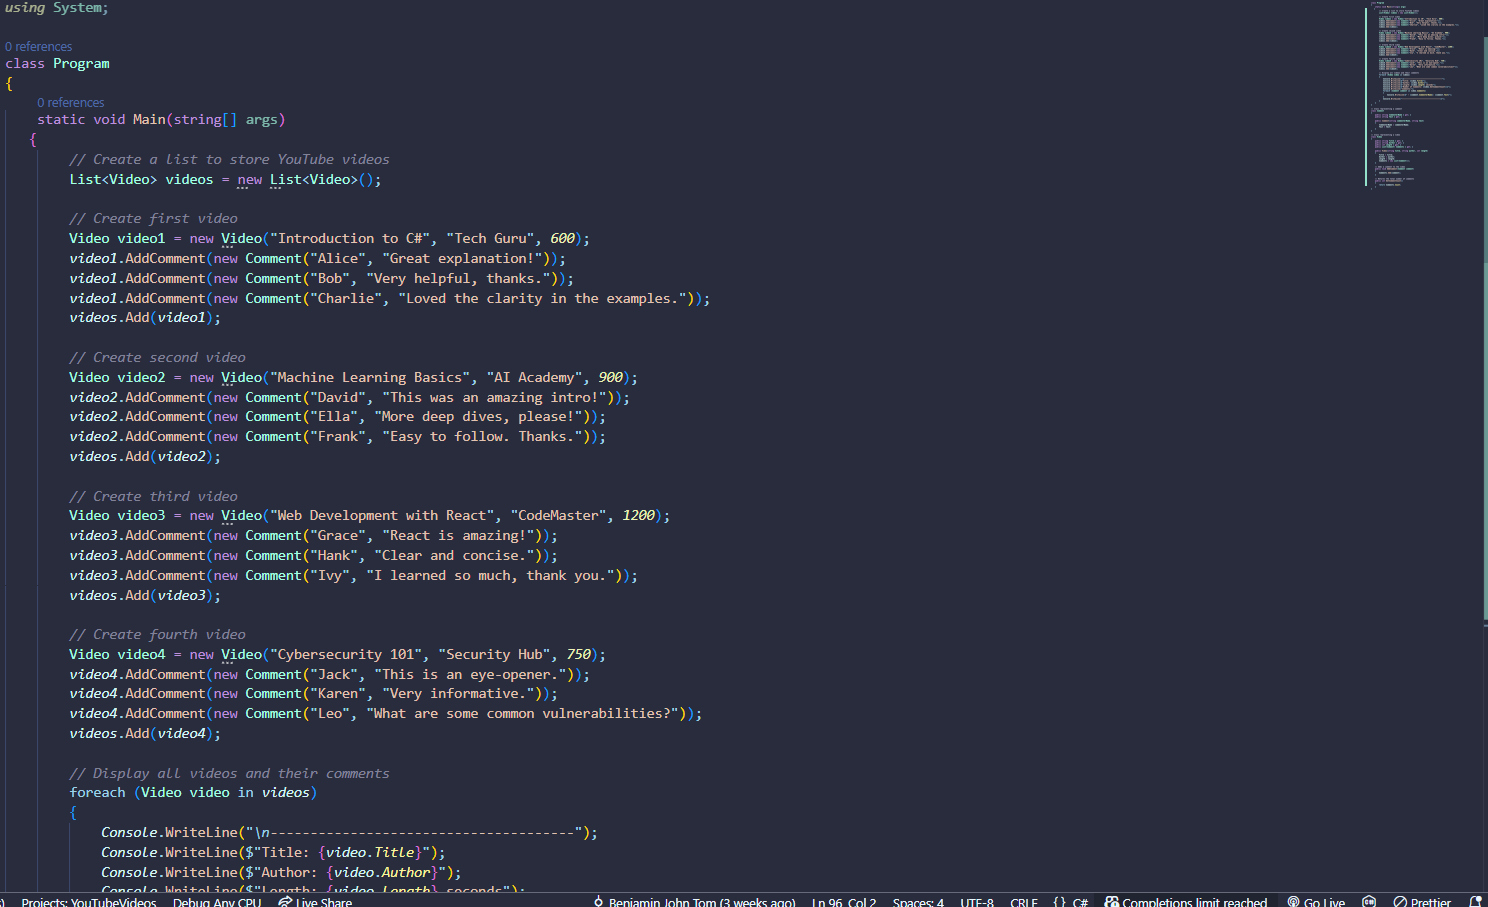 using System;
0 references
class Program
{
0 references
static void Main(string[] args)
{
// Create a list to store YouTube videos
List<Video> videos = new List<Video>();
// Create first video
Video video1 = new Video("Introduction to C#", "Tech Guru", 600);
video1.AddComment(new Comment("Alice", "Great explanation!"));
video1.AddComment(new Comment("Bob", "Very helpful, thanks."));
video1.AddComment(new Comment("Charlie", "Loved the clarity in the examples."));
videos.Add(video1);
// Create second video
Video video2 = new Video("Machine Learning Basics", "AI Academy", 900);
video2.AddComment(new Comment("David", "This was an amazing intro!"));
video2.AddComment(new Comment("Ella", "More deep dives, please!"));
video2.AddComment(new Comment("Frank", "Easy to follow. Thanks."));
videos.Add(video2);
// Create third video
Video video3 = new Video("Web Development with React", "CodeMaster", 1200);
video3.AddComment(new Comment("Grace", "React is amazing!"));
video3.AddComment(new Comment("Hank", "Clear and concise."));
video3.AddComment(new Comment("Ivy", "I learned so much, thank you."));
videos.Add(video3);
// Create fourth video
Video video4 = new Video("Cybersecurity 101", "Security Hub", 750);
video4.AddComment(new Comment("Jack", "This is an eye-opener."));
video4.AddComment(new Comment("Karen", "Very informative."));
video4.AddComment(new Comment("Leo", "What are some common vulnerabilities?"));
videos.Add(video4);
// Display all videos and their comments
foreach (Video video in videos)
{
Console.WriteLine("\n--------------------------------------");
Console.WriteLine($"Title: {video.Title}");
Console.WriteLine($"Author: {video.Author}");
Console.WriteLine($"Length: {video.Length} seconds");
Projects: YouTubeVideos Debug Any CPU Live Share Benjamin John Tom (3 weeks ago) Ln 96, Col 2 Spaces: 4 UTF-8 CRLF {} C# Completions limit reached Go Live Prettier